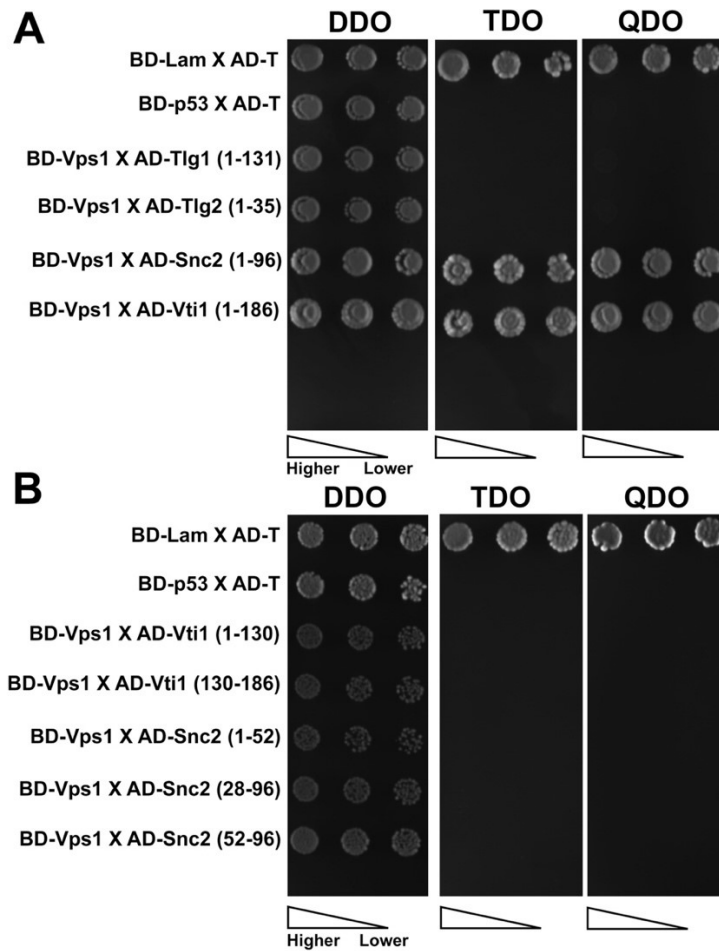 A
DDO TDO QDO
BD-Lam X AD-T
BD-p53 X AD-T
BD-Vps1 X AD-Tlg1 (1-131)
BD-Vps1 X AD-Tlg2 (1-35)
BD-Vps1 X AD-Snc2 (1-96)
BD-Vps1 X AD-Vti1 (1-186)
Higher Lower
B
DDO TDO QDO
BD-Lam X AD-T
BD-p53 X AD-T
BD-Vps1 X AD-Vti1 (1-130)
BD-Vps1 X AD-Vti1 (130-186)
BD-Vps1 X AD-Snc2 (1-52)
BD-Vps1 X AD-Snc2 (28-96)
BD-Vps1 X AD-Snc2 (52-96)
Higher Lower